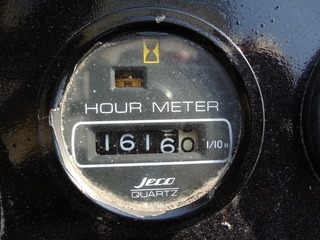 HOUR METER
16160 1/10H
Jeco
QUARTZ